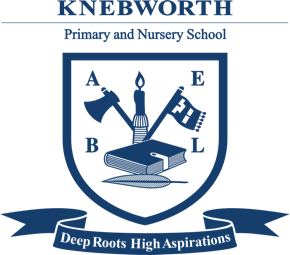 KNEBWORTH
Primary and Nursery School
A E
B L
Deep Roots High Aspirations